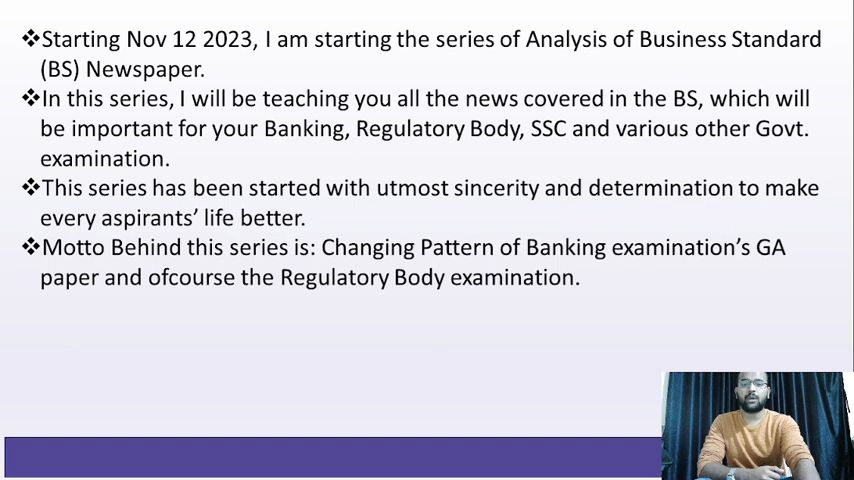 ❖Starting Nov 12 2023, I am starting the series of Analysis of Business Standard
(BS) Newspaper.
❖In this series, I will be teaching you all the news covered in the BS, which will
be important for your Banking, Regulatory Body, SSC and various other Govt.
examination.
❖This series has been started with utmost sincerity and determination to make
every aspirants’ life better.
❖Motto Behind this series is: Changing Pattern of Banking examination’s GA
paper and ofcourse the Regulatory Body examination.